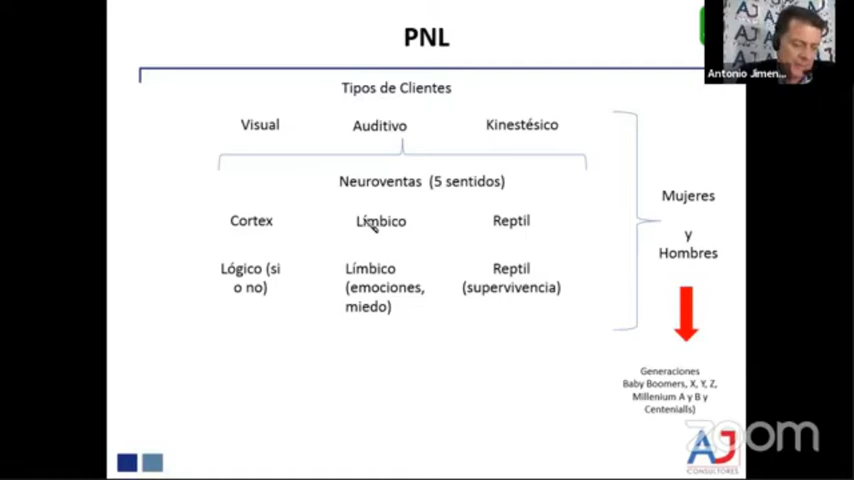 PNL
Tipos de Clientes
Visual Auditivo Kinestésico
Neuroventas (5 sentidos)
Cortex Límbico Reptil
Lógico (si
o no)
Límbico
(emociones,
miedo)
Reptil
(supervivencia)
Mujeres
y
Hombres
Generaciones
Baby Boomers, X, Y, Z,
Millenium A y B y
Centenialls)
Antonio Jimen...
zoom
AJ
CONSULTORES